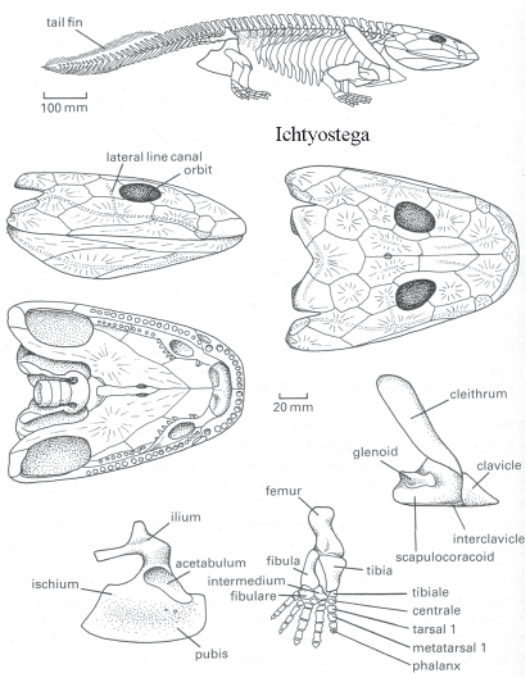 tail fin
100 mm
Ichtyostega
lateral line canal
orbit
20 mm
cleithrum
glenoid
clavicle
interclavicle
scapulocoracoid
ilium
acetabulum
ischium
pubis
femur
fibula
tibia
intermedium
fibulare
tibiale
centrale
tarsal 1
metatarsal 1
phalanx